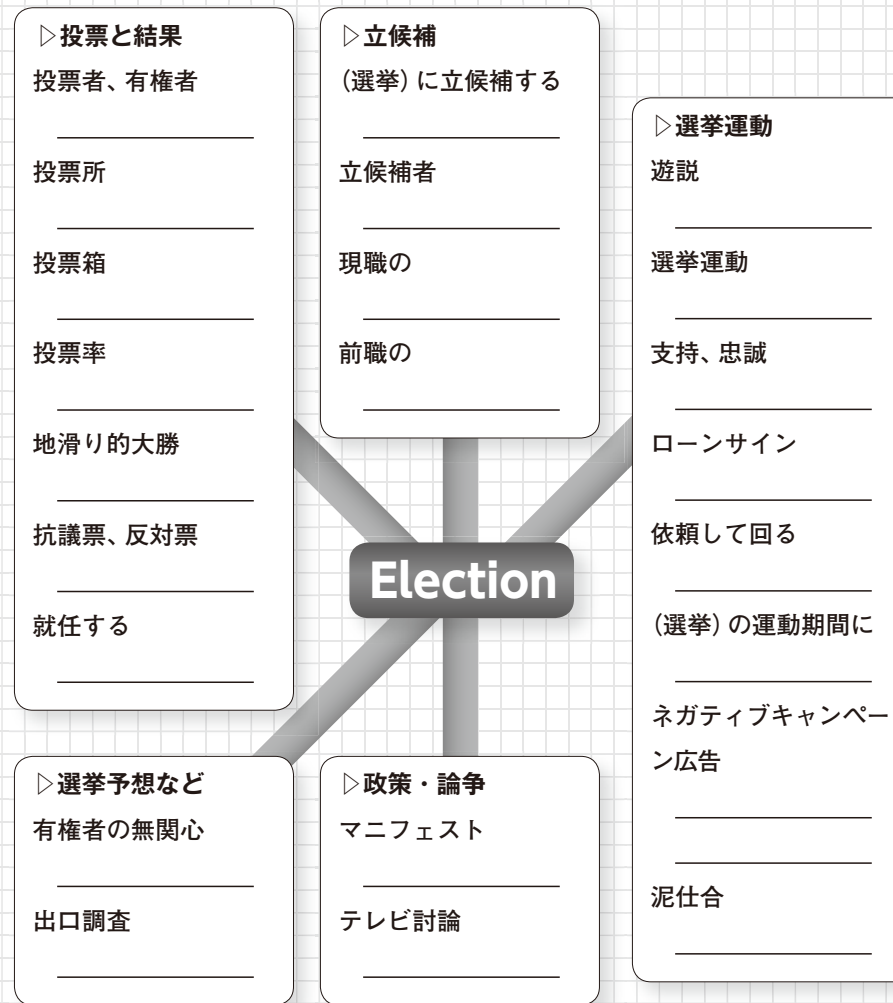 ▷投票と結果
投票者、有権者
投票所
投票箱
投票率
地滑り的大勝
抗議票、反対票
就任する
▷立候補
(選挙)に立候補する
立候補者
現職の
前職の
▷選挙運動
遊説
選挙運動
支持、忠誠
ローンサイン
依頼して回る
(選挙)の運動期間に
ネガティブキャンペー
ン広告
泥仕合
Election
▷選挙予想など
有権者の無関心
出口調査
▷政策・論争
マニフェスト
テレビ討論